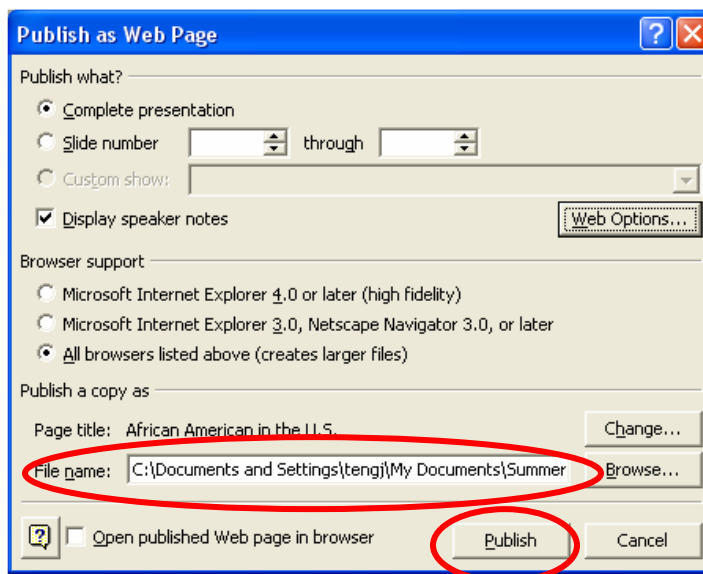 Publish as Web Page
Publish what?
Complete presentation
Slide number through
Custom show:
Display speaker notes Web Options...
Browser support
Microsoft Internet Explorer 4.0 or later (high fidelity)
Microsoft Internet Explorer 3.0, Netscape Navigator 3.0, or later
All browsers listed above (creates larger files)
Publish a copy as
Page title: African American in the U.S. Change...
File name: C:\Documents and Settings\tengj\My Documents\Summer Browse...
Open published Web page in browser Publish Cancel